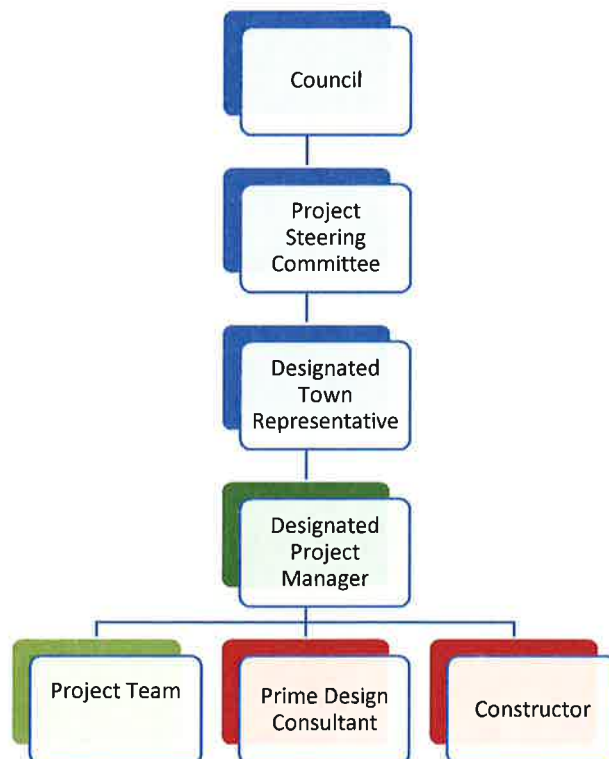 Council
Project
Steering
Committee
Designated
Town
Representative
Designated
Project
Manager
Project Team
Prime Design
Consultant
Constructor